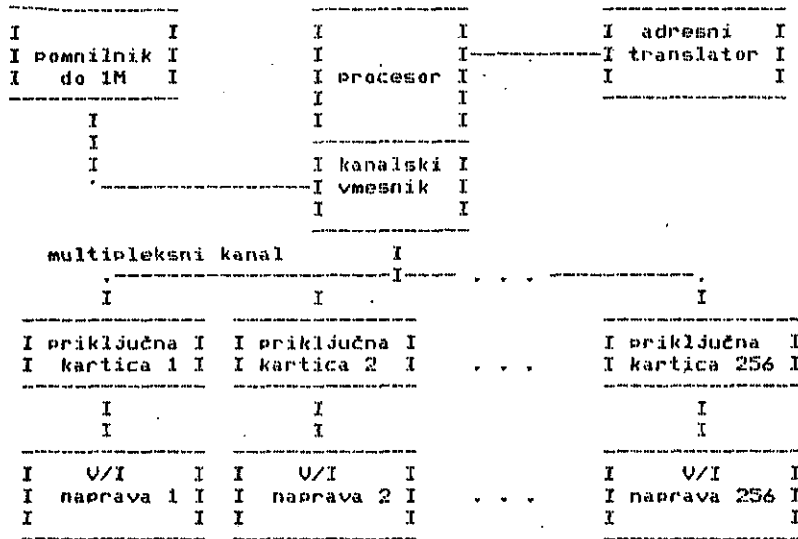 adresni
pomnilnik translator
do 1M procesor
kanalski
vmesnik
multipleksni kanal
priključna priključna priključna
kartica 1 kartica 2 . . . kartica 256
V/I V/I V/I
naprava 1 naprava 2 . . . naprava 256